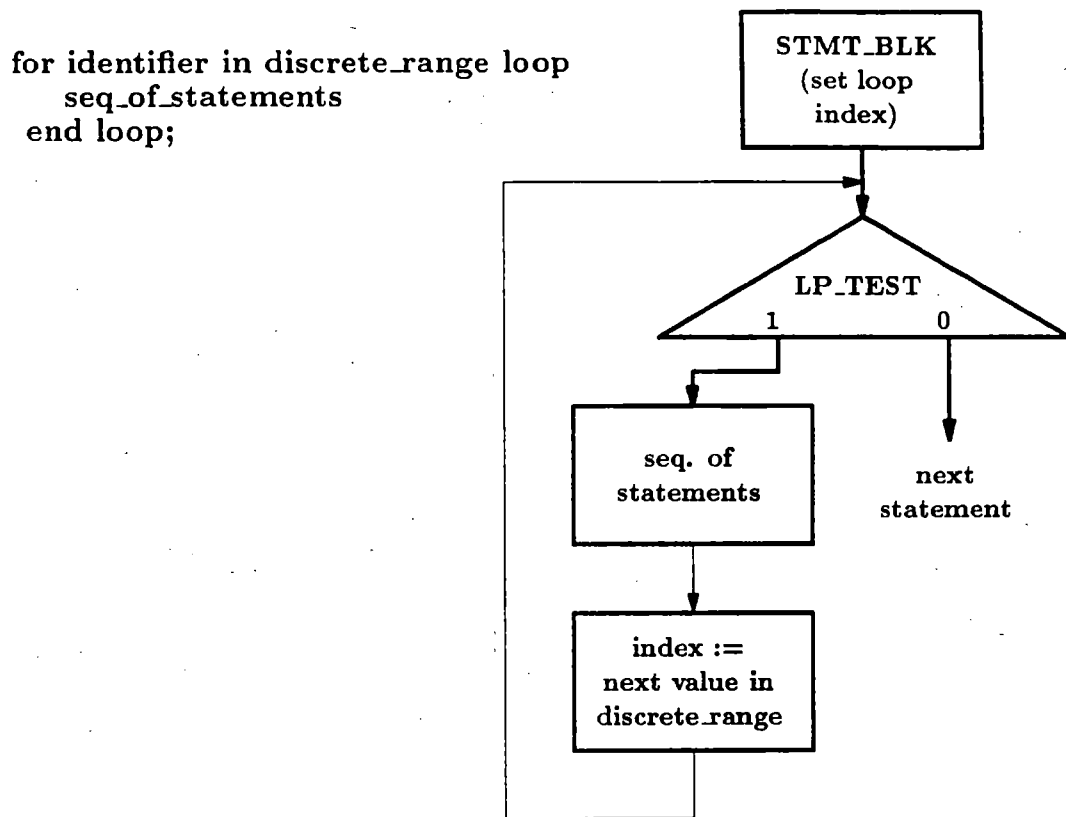 for identifier in discrete_range loop
seq_of_statements
end loop;
STMT_BLK
(set loop
index)
LP_TEST
1 0
seq. of
statements
next
statement
index :=
next value in
discrete_range